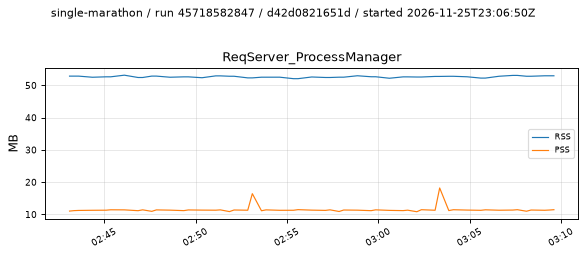 single-marathon / run 45718582847 / d42d0821651d / started 2026-11-25T23:06:50Z
ReqServer_ProcessManager
MB
50
40
30
20
10
RSS
PSS
02:45
02:50
02:55
03:00
03:05
03:10